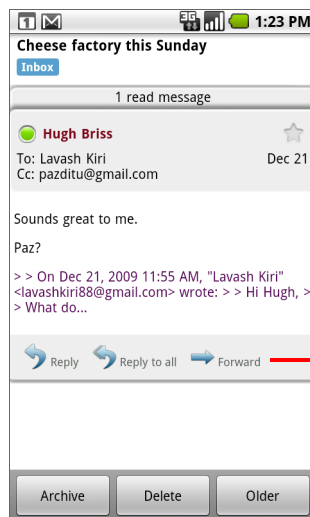 1 3G 1:23 PM
Cheese factory this Sunday
Inbox
1 read message
Hugh Briss
To: Lavash Kiri Dec 21
Cc: pazditu@gmail.com
Sounds great to me.
Paz?
> > On Dec 21, 2009 11:55 AM, "Lavash Kiri"
<lavashkiri88@gmail.com> wrote: > > Hi Hugh, >
> What do...
Reply Reply to all Forward
Archive Delete Older